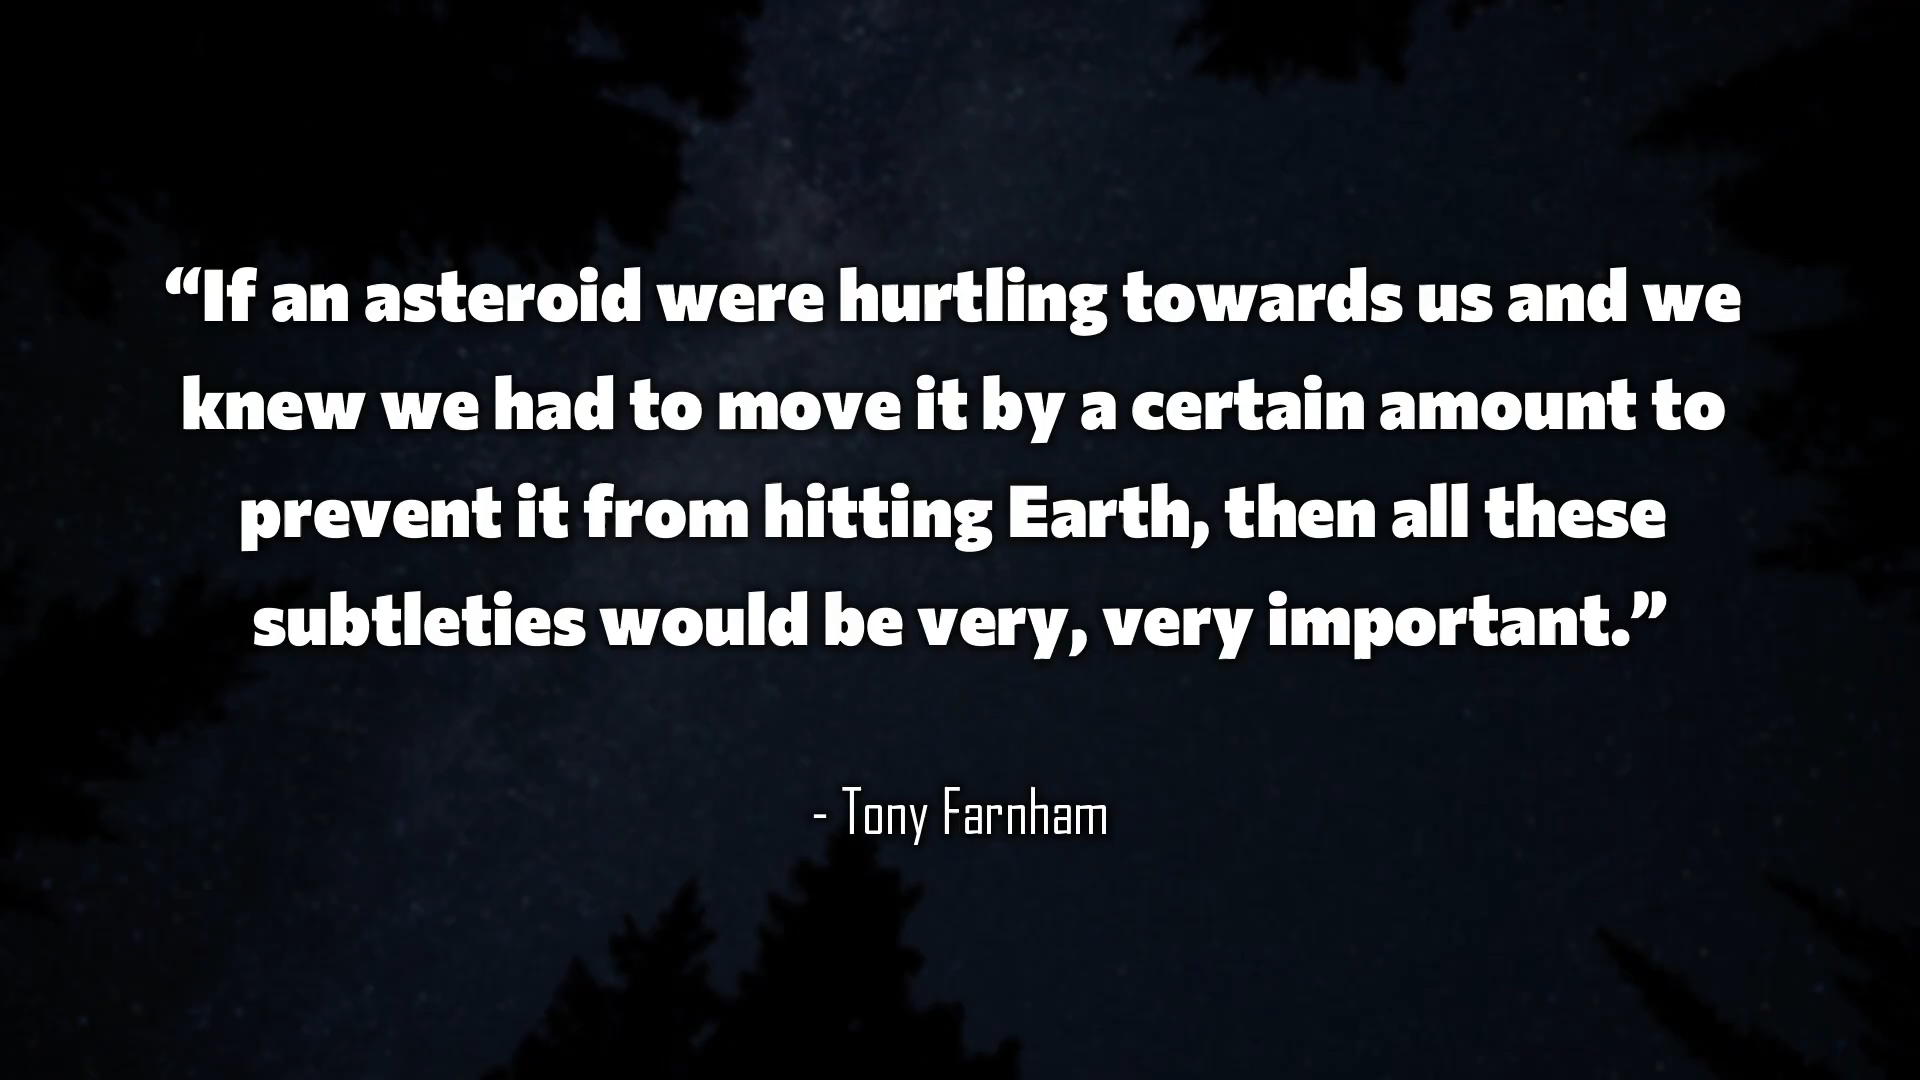 “If an asteroid were hurtling towards us and we
knew we had to move it by a certain amount to
prevent it from hitting Earth, then all these
subtleties would be very, very important.”
- Tony Farnham